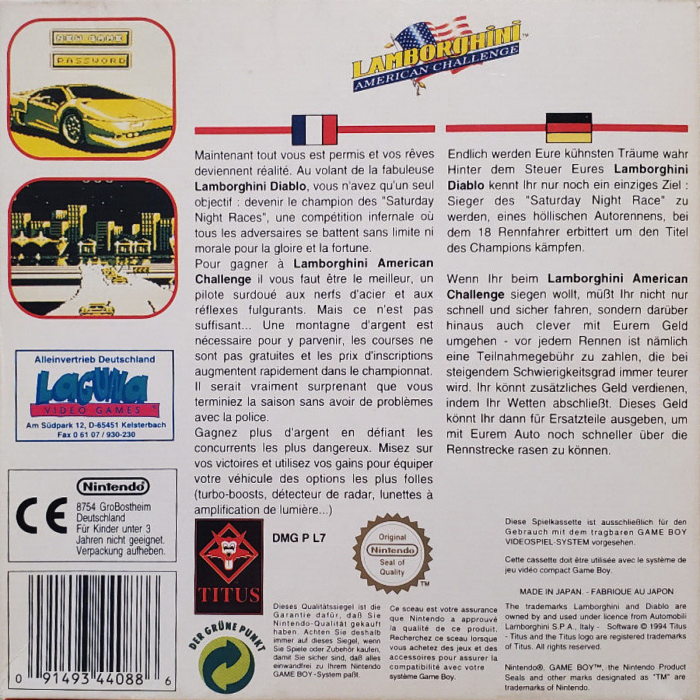 NEW GAME
PASSWORD
LAMBORGHINI™
AMERICAN CHALLENGE
Maintenant tout vous est permis et vos rêves
deviennent réalité. Au volant de la fabuleuse
Lamborghini Diablo, vous n'avez qu'un seul
objectif : devenir le champion des "Saturday
Night Races", une compétition infernale où
tous les adversaires se battent sans limite ni
morale pour la gloire et la fortune.
Pour gagner à Lamborghini American
Challenge il vous faut être le meilleur, un
pilote surdoué aux nerfs d'acier et aux
réflexes fulgurants. Mais ce n'est pas
suffisant... Une montagne d'argent est
nécessaire pour y parvenir, les courses ne
sont pas gratuites et les prix d'inscriptions
augmentent rapidement dans le championnat.
Il serait vraiment surprenant que vous
terminiez la saison sans avoir de problèmes
avec la police.
Gagnez plus d'argent en défiant les
concurrents les plus dangereux. Misez sur
vos victoires et utilisez vos gains pour équiper
votre véhicule des options les plus folles
(turbo-boosts, détecteur de radar, lunettes à
amplification de lumière...)
Endlich werden Eure kühnsten Träume wahr
Hinter dem Steuer Eures Lamborghini
Diablo kennt Ihr nur noch ein einziges Ziel :
Sieger des "Saturday Night Race" zu
werden, eines höllischen Autorennens, bei
dem 18 Rennfahrer erbittert um den Titel
des Champions kämpfen.
Wenn Ihr beim Lamborghini American
Challenge siegen wollt, müßt Ihr nicht nur
schnell und sicher fahren, sondern darüber
hinaus auch clever mit Eurem Geld
umgehen - vor jedem Rennen ist nämlich
eine Teilnahmegebühr zu zahlen, die bei
steigendem Schwierigkeitsgrad immer teurer
wird. Ihr könnt zusätzliches Geld verdienen,
indem Ihr Wetten abschließt. Dieses Geld
könnt Ihr dann für Ersatzteile ausgeben, um
mit Eurem Auto noch schneller über die
Rennstrecke rasen zu können.
Alleinvertrieb Deutschland
Laguna
VIDEO GAMES™
Am Südpark 12, D-65451 Kelsterbach
Fax 0 61 07 / 930-230
CE
Nintendo
8754 Großostheim
Deutschland
Für Kinder unter 3
Jahren nicht geeignet.
Verpackung aufheben.
0 91493 44088 6
TITUS
DMG P L7
Original
Nintendo
Seal of
Quality
™
Dieses Qualitätssiegel ist die
Garantie dafür, daß Sie
Nintendo-Qualität gekauft
haben. Achten Sie deshalb
immer auf dieses Siegel, wenn
Sie Spiele oder Zubehör kaufen,
damit Sie sicher sind, daß alles
einwandfrei zu Ihrem Nintendo
GAME BOY-System paßt.
DER GRÜNE PUNKT
Ce sceau est votre assurance
que Nintendo a approuvé
la qualité de ce produit.
Recherchez ce sceau lorsque
vous achetez des jeux et des
accessoires pour assurer la
compatibilité avec votre
système Game Boy.
Diese Spielkassette ist ausschließlich für den
Gebrauch mit dem tragbaren GAME BOY
VIDEOSPIEL-SYSTEM vorgesehen.
Cette cassette doit être utilisée avec le système de
jeu vidéo compact Game Boy.
MADE IN JAPAN. - FABRIQUE AU JAPON
The trademarks Lamborghini and Diablo are
owned by and used under licence from Automobili
Lamborghini S.P.A., Italy - Software © 1994 Titus
- Titus and the Titus logo are registered trademarks
of Titus. All rights reserved.
Nintendo®, GAME BOY™, the Nintendo Product
Seals and other marks designated as "TM" are
trademarks of Nintendo.